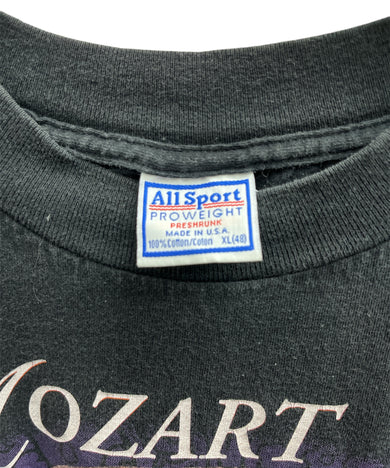 All Sport
PROWEIGHT
PRESHRUNK
MADE IN U.S.A.
100% Cotton/Coton XL(48)
MOZART